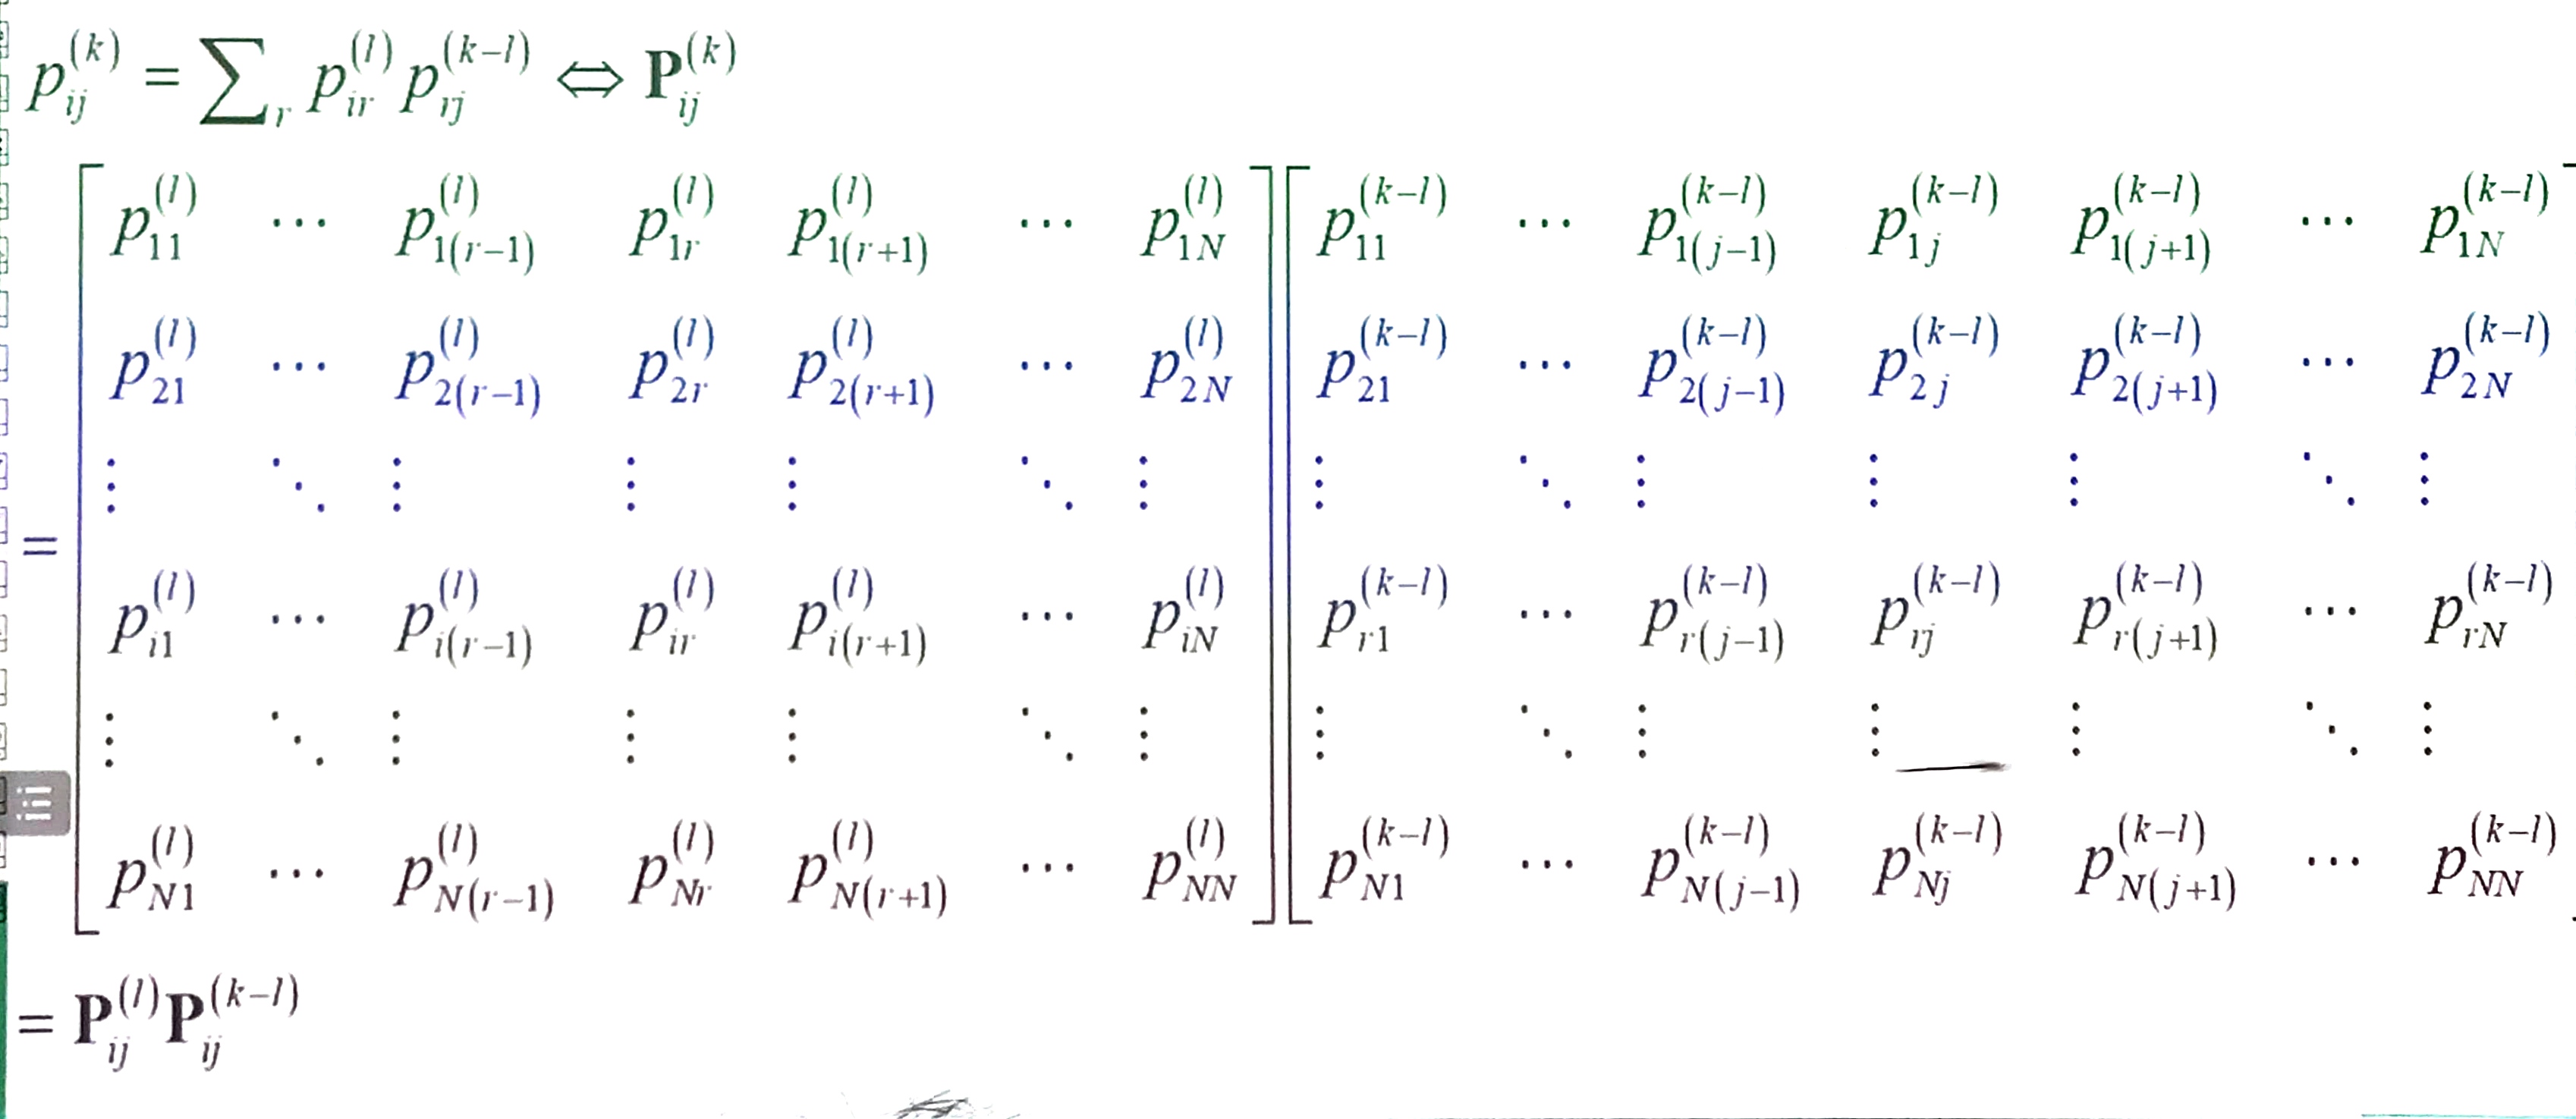 p_{ij}^{(k)} = \sum_r p_{ir}^{(l)} p_{rj}^{(k-l)} \Leftrightarrow \mathbf{P}_{ij}^{(k)}
= \begin{bmatrix} p_{11}^{(l)} & \cdots & p_{1(r-1)}^{(l)} & p_{1r}^{(l)} & p_{1(r+1)}^{(l)} & \cdots & p_{1N}^{(l)} \\ p_{21}^{(l)} & \cdots & p_{2(r-1)}^{(l)} & p_{2r}^{(l)} & p_{2(r+1)}^{(l)} & \cdots & p_{2N}^{(l)} \\ \vdots & \ddots & \vdots & \vdots & \vdots & \ddots & \vdots \\ p_{i1}^{(l)} & \cdots & p_{i(r-1)}^{(l)} & p_{ir}^{(l)} & p_{i(r+1)}^{(l)} & \cdots & p_{iN}^{(l)} \\ \vdots & \ddots & \vdots & \vdots & \vdots & \ddots & \vdots \\ p_{N1}^{(l)} & \cdots & p_{N(r-1)}^{(l)} & p_{Nr}^{(l)} & p_{N(r+1)}^{(l)} & \cdots & p_{NN}^{(l)} \end{bmatrix} \begin{bmatrix} p_{11}^{(k-l)} & \cdots & p_{1(j-1)}^{(k-l)} & p_{1j}^{(k-l)} & p_{1(j+1)}^{(k-l)} & \cdots & p_{1N}^{(k-l)} \\ p_{21}^{(k-l)} & \cdots & p_{2(j-1)}^{(k-l)} & p_{2j}^{(k-l)} & p_{2(j+1)}^{(k-l)} & \cdots & p_{2N}^{(k-l)} \\ \vdots & \ddots & \vdots & \vdots & \vdots & \ddots & \vdots \\ p_{r1}^{(k-l)} & \cdots & p_{r(j-1)}^{(k-l)} & p_{rj}^{(k-l)} & p_{r(j+1)}^{(k-l)} & \cdots & p_{rN}^{(k-l)} \\ \vdots & \ddots & \vdots & \vdots & \vdots & \ddots & \vdots \\ p_{N1}^{(k-l)} & \cdots & p_{N(j-1)}^{(k-l)} & p_{Nj}^{(k-l)} & p_{N(j+1)}^{(k-l)} & \cdots & p_{NN}^{(k-l)} \end{bmatrix}
= \mathbf{P}_{ij}^{(l)} \mathbf{P}_{ij}^{(k-l)}